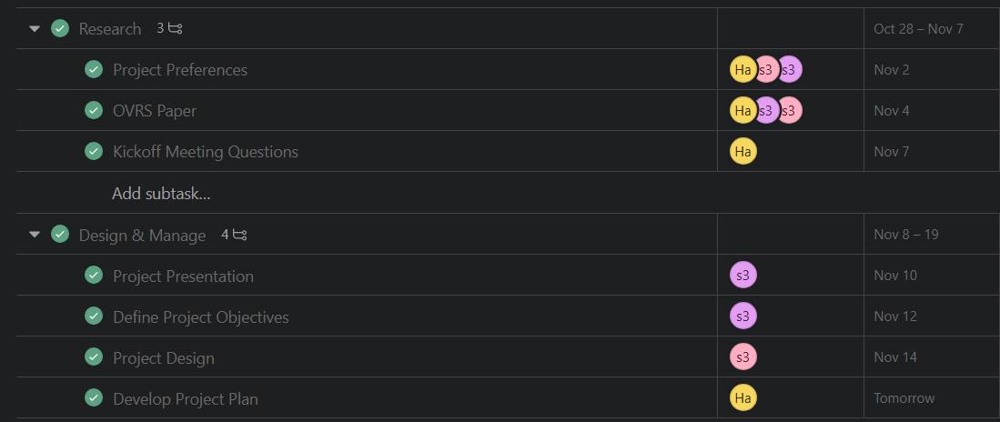 Research 3 Oct 28 – Nov 7
Project Preferences Ha s3 s3 Nov 2
OVRS Paper Ha s3 s3 Nov 4
Kickoff Meeting Questions Ha Nov 7
Add subtask...
Design & Manage 4 Nov 8 – 19
Project Presentation s3 Nov 10
Define Project Objectives s3 Nov 12
Project Design s3 Nov 14
Develop Project Plan Ha Tomorrow